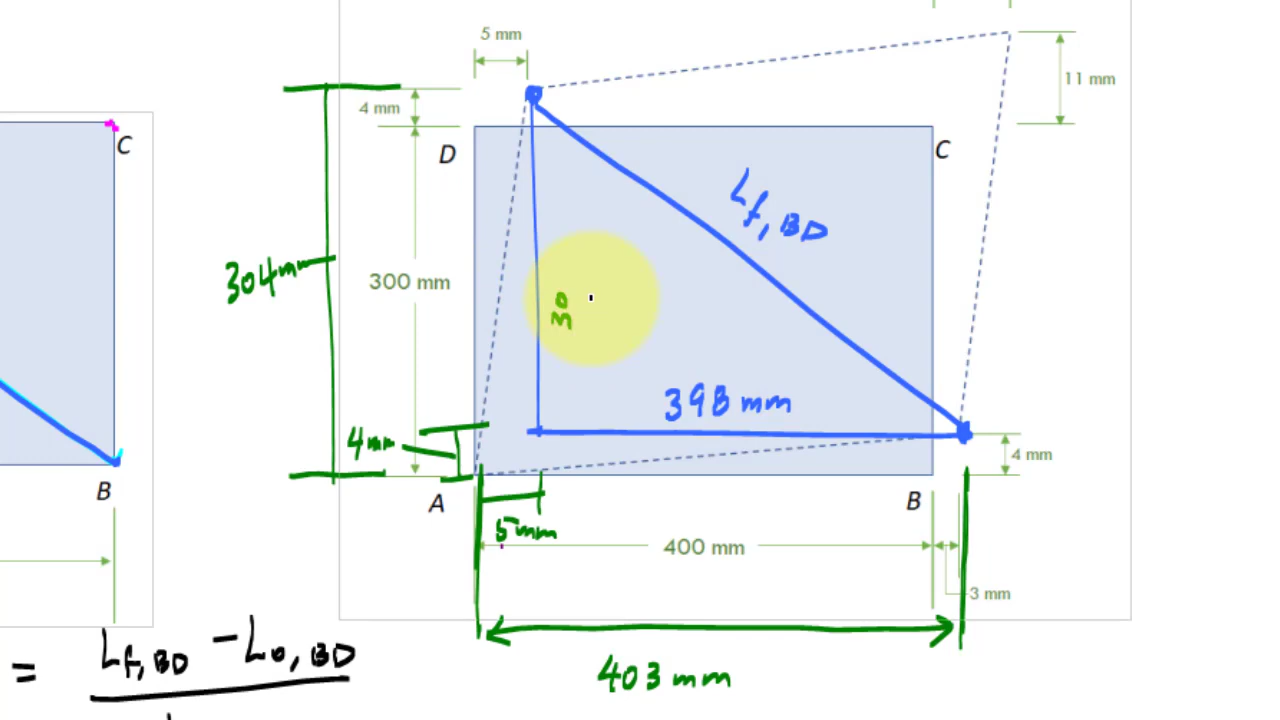 5 mm
11 mm
4 mm
C
D
C
L f, BD
300 mm
304mm
30
398 mm
4mm
4 mm
B
A
B
5mm
400 mm
3 mm
= Lf, BD - Lo, BD
403 mm